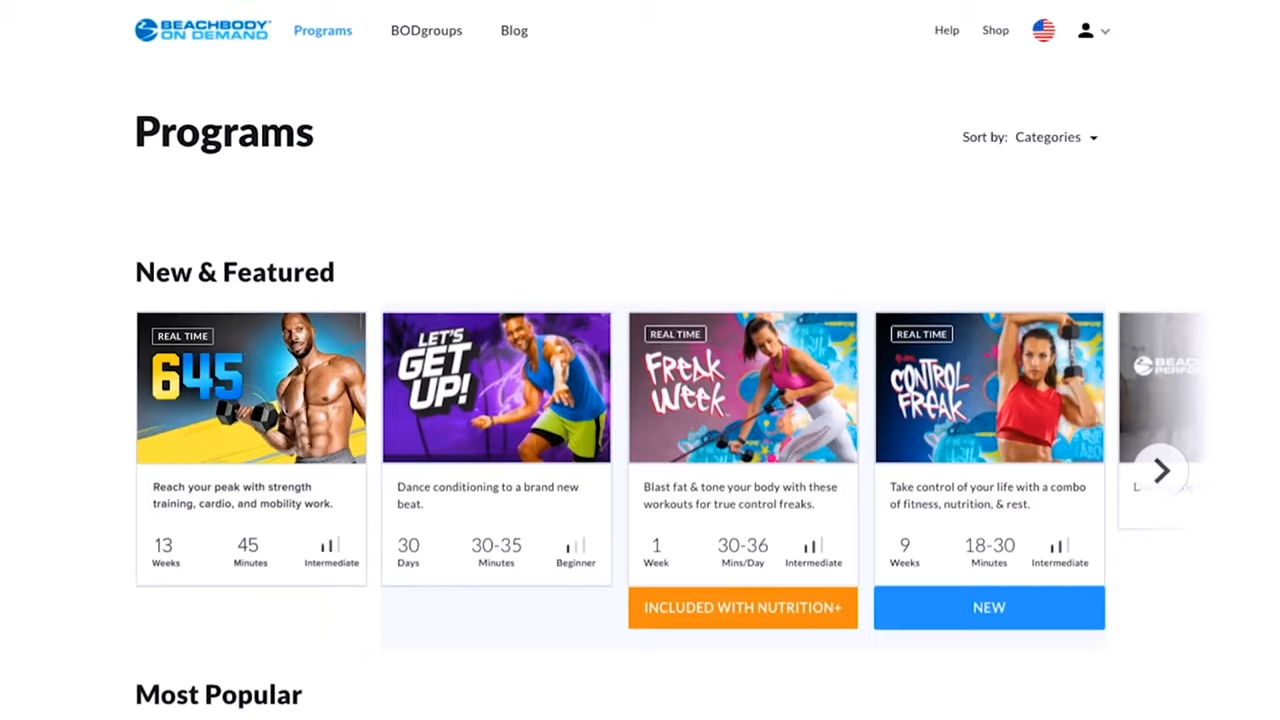 BEACHBODY
ON DEMAND
Programs
BODgroups
Blog
Help
Shop
Programs
Sort by: Categories
New & Featured
REAL TIME
645
Reach your peak with strength
training, cardio, and mobility work.
13
Weeks
45
Minutes
Intermediate
LET'S
GET
UP!
Dance conditioning to a brand new
beat.
30
Days
30-35
Minutes
Beginner
REAL TIME
FREAK
WEEK
Blast fat & tone your body with these
workouts for true control freaks.
1
Week
30-36
Mins/Day
Intermediate
INCLUDED WITH NUTRITION+
REAL TIME
CONTROL
FREAK
Take control of your life with a combo
of fitness, nutrition, & rest.
9
Weeks
18-30
Minutes
Intermediate
NEW
Most Popular